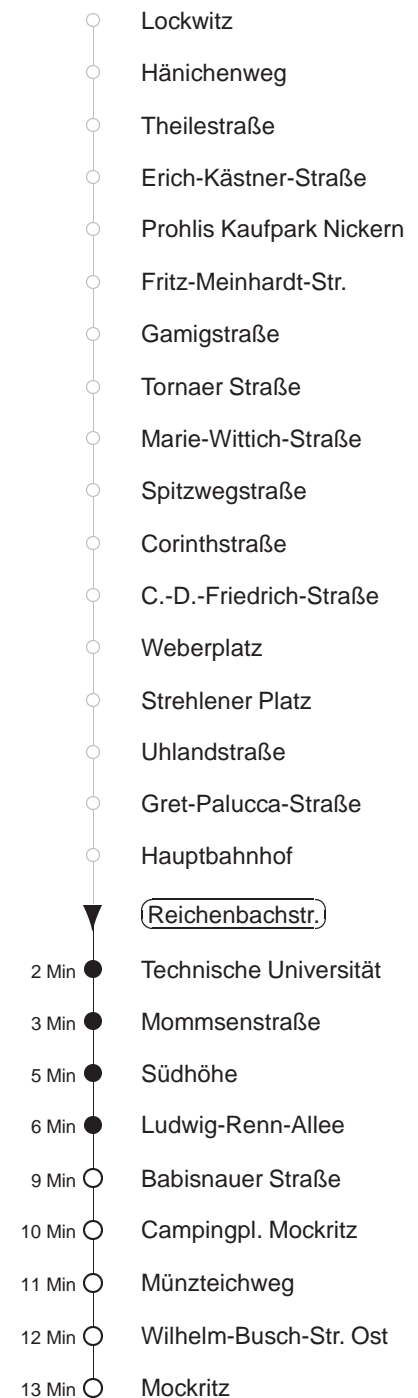 Lockwitz
Hänichenweg
Theilestraße
Erich-Kästner-Straße
Prohlis Kaufpark Nickern
Fritz-Meinhardt-Str.
Gamigstraße
Tornaer Straße
Marie-Wittich-Straße
Spitzwegstraße
Corinthstraße
C.-D.-Friedrich-Straße
Weberplatz
Strehlener Platz
Uhlandstraße
Gret-Palucca-Straße
Hauptbahnhof
Reichenbachstr.
2 Min Technische Universität
3 Min Mommsenstraße
5 Min Südhöhe
6 Min Ludwig-Renn-Allee
9 Min Babisnauer Straße
10 Min Campingpl. Mockritz
11 Min Münzteichweg
12 Min Wilhelm-Busch-Str. Ost
13 Min Mockritz